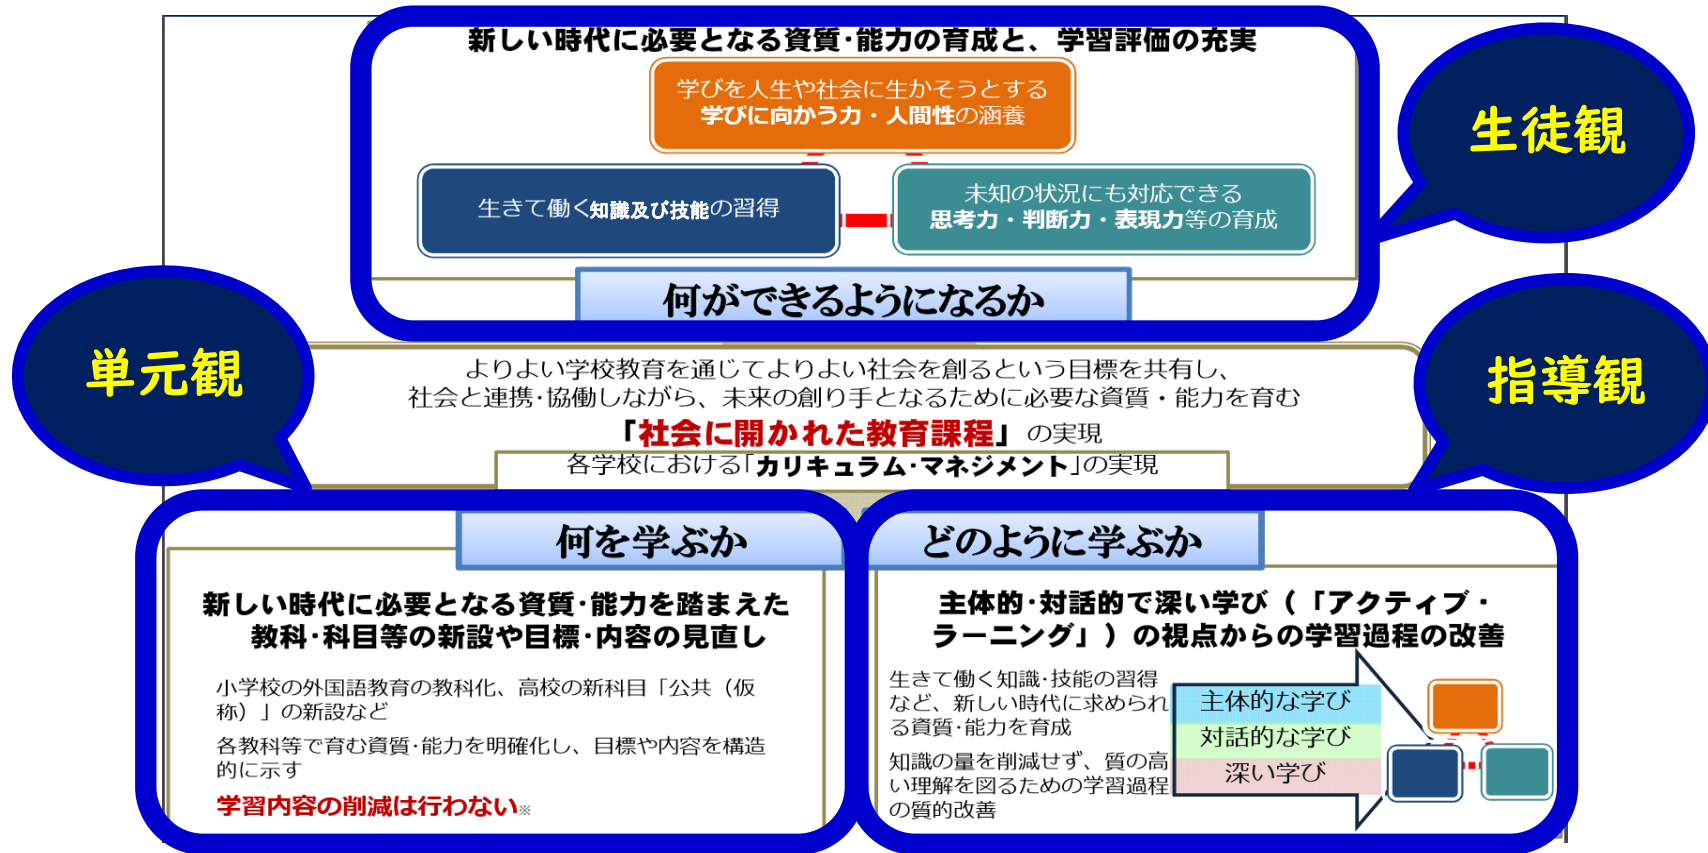 新しい時代に必要となる資質･能力の育成と、学習評価の充実
学びを人生や社会に生かそうとする
学びに向かう力・人間性の涵養
生きて働く知識及び技能の習得
未知の状況にも対応できる
思考力・判断力・表現力等の育成
生徒観
何ができるようになるか
単元観
指導観
よりよい学校教育を通じてよりよい社会を創るという目標を共有し、
社会と連携･協働しながら、未来の創り手となるために必要な資質・能力を育む
「社会に開かれた教育課程」の実現
各学校における「カリキュラム･マネジメント」の実現
何を学ぶか
新しい時代に必要となる資質･能力を踏まえた
教科･科目等の新設や目標･内容の見直し
小学校の外国語教育の教科化、高校の新科目「公共（仮
称）」の新設など
各教科等で育む資質･能力を明確化し、目標や内容を構造
的に示す
学習内容の削減は行わない※
どのように学ぶか
主体的･対話的で深い学び（「アクティブ・
ラーニング」）の視点からの学習過程の改善
生きて働く知識･技能の習得
など、新しい時代に求められ
る資質･能力を育成
知識の量を削減せず、質の高
い理解を図るための学習過程
の質的改善
主体的な学び
対話的な学び
深い学び